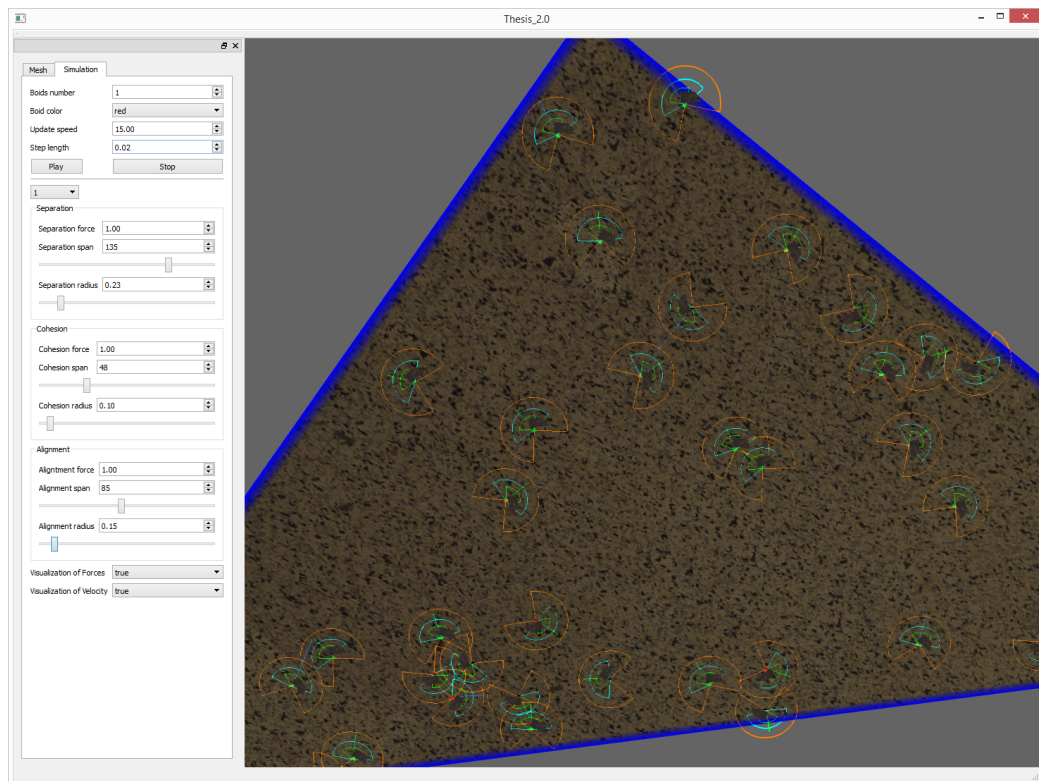 Thesis_2.0
Mesh
Simulation
Boids number 1
Boid color red
Update speed 15.00
Step length 0.02
Play Stop
1
Separation
Separation force 1.00
Separation span 135
Separation radius 0.23
Cohesion
Cohesion force 1.00
Cohesion span 48
Cohesion radius 0.10
Alignment
Aligntment force 1.00
Alignment span 85
Alignment radius 0.15
Visualization of Forces true
Visualization of Velocity true